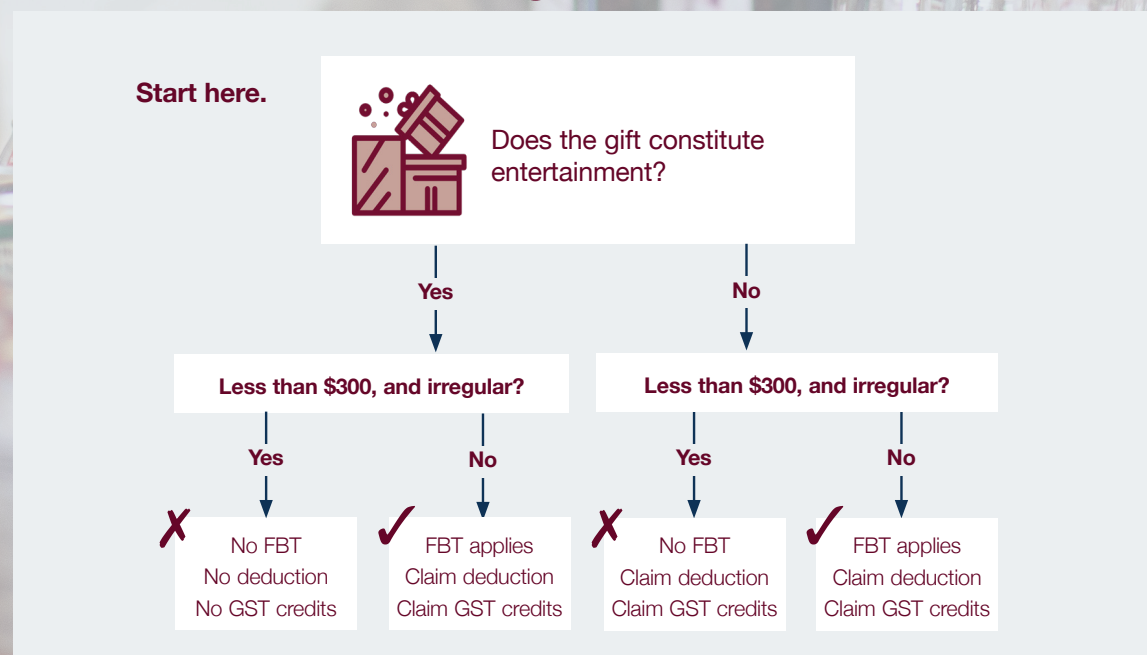 Start here.
Does the gift constitute
entertainment?
Yes
No
Less than $300, and irregular?
Less than $300, and irregular?
Yes
No
Yes
No
No FBT
No deduction
No GST credits
FBT applies
Claim deduction
Claim GST credits
No FBT
Claim deduction
Claim GST credits
FBT applies
Claim deduction
Claim GST credits